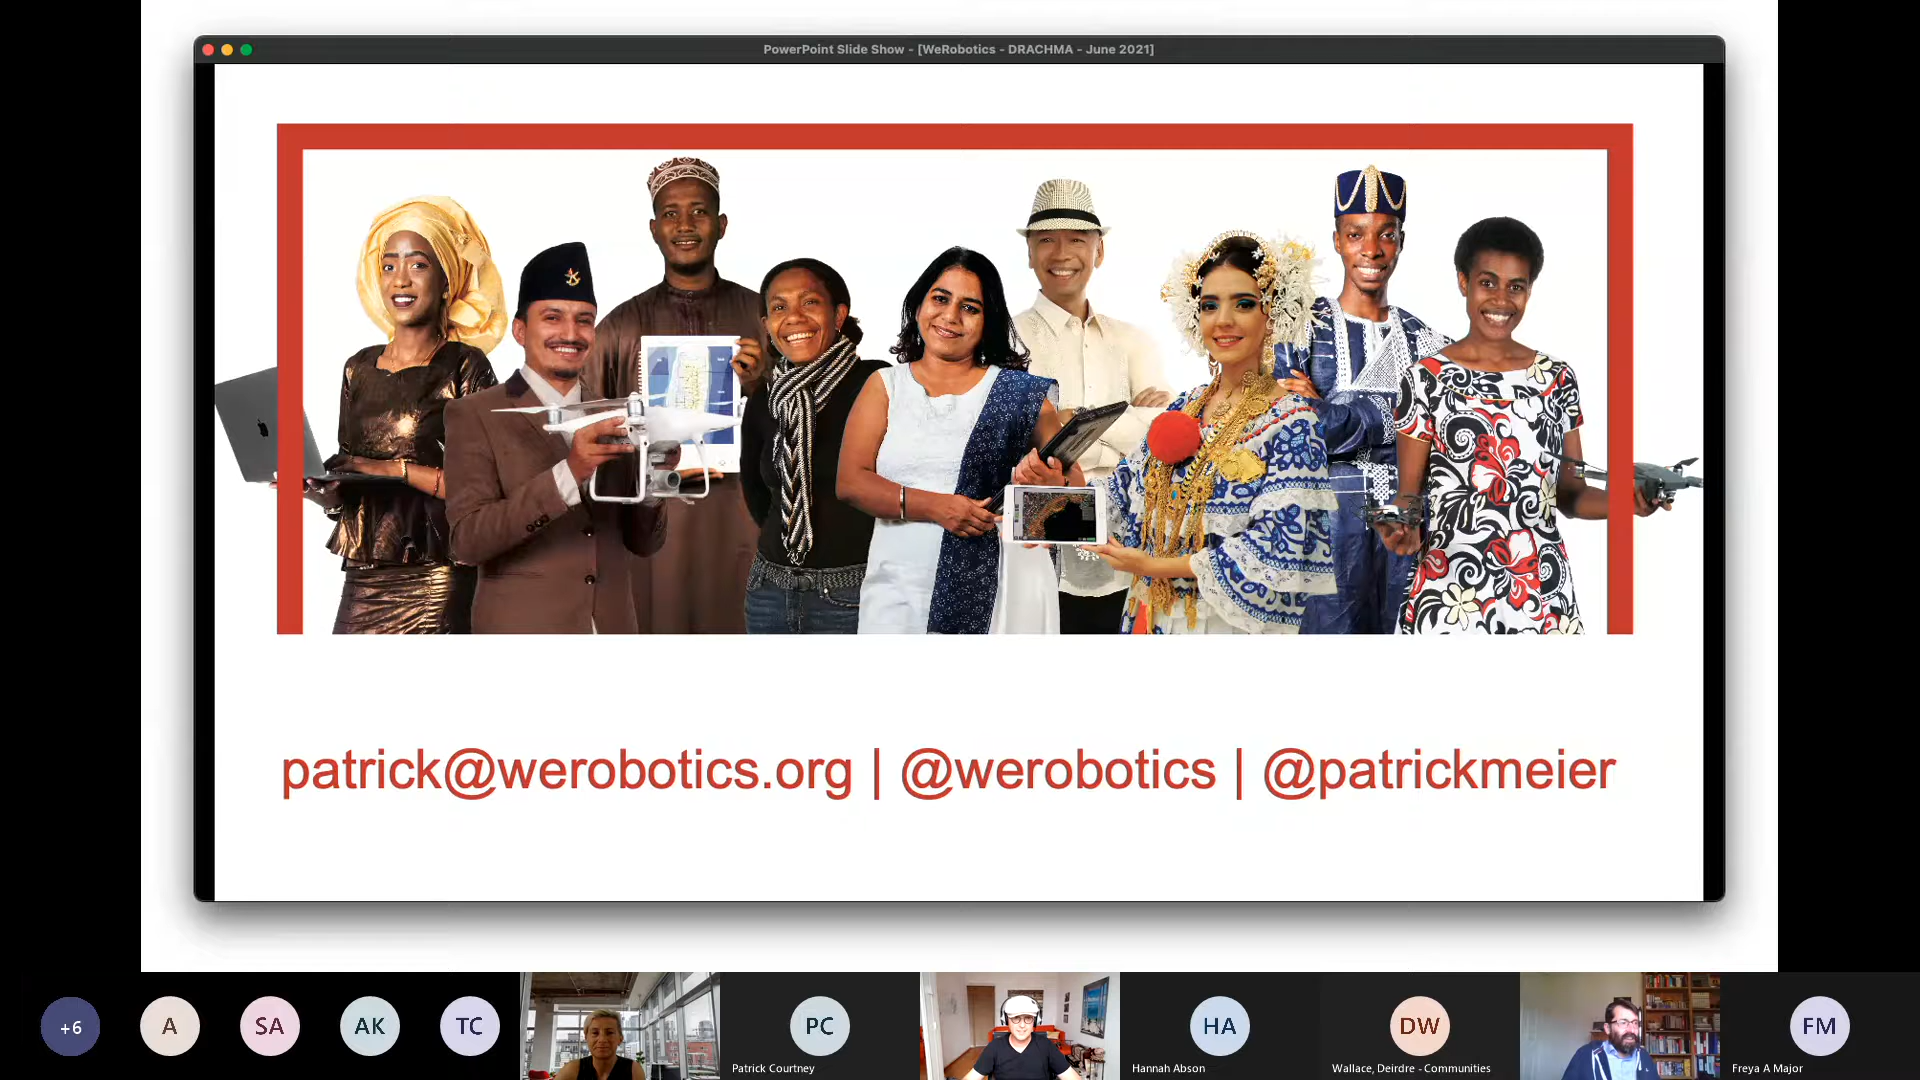 PowerPoint Slide Show - [WeRobotics - DRACHMA - June 2021]
patrick@werobotics.org | @werobotics | @patrickmeier
+6
A
SA
AK
TC
PC
Patrick Courtney
HA
Hannah Abson
DW
Wallace, Deirdre - Communities
FM
Freya A Major